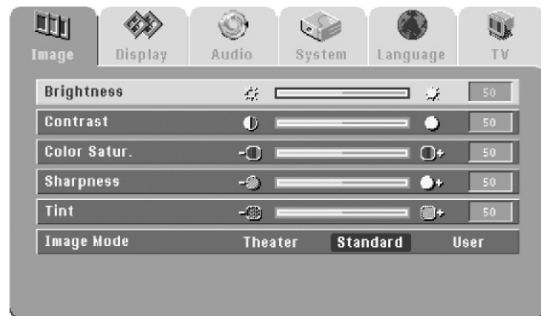 Image Display Audio System Language TV
Brightness 50
Contrast 50
Color Satur. 50
Sharpness 50
Tint 50
Image Mode Theater Standard User